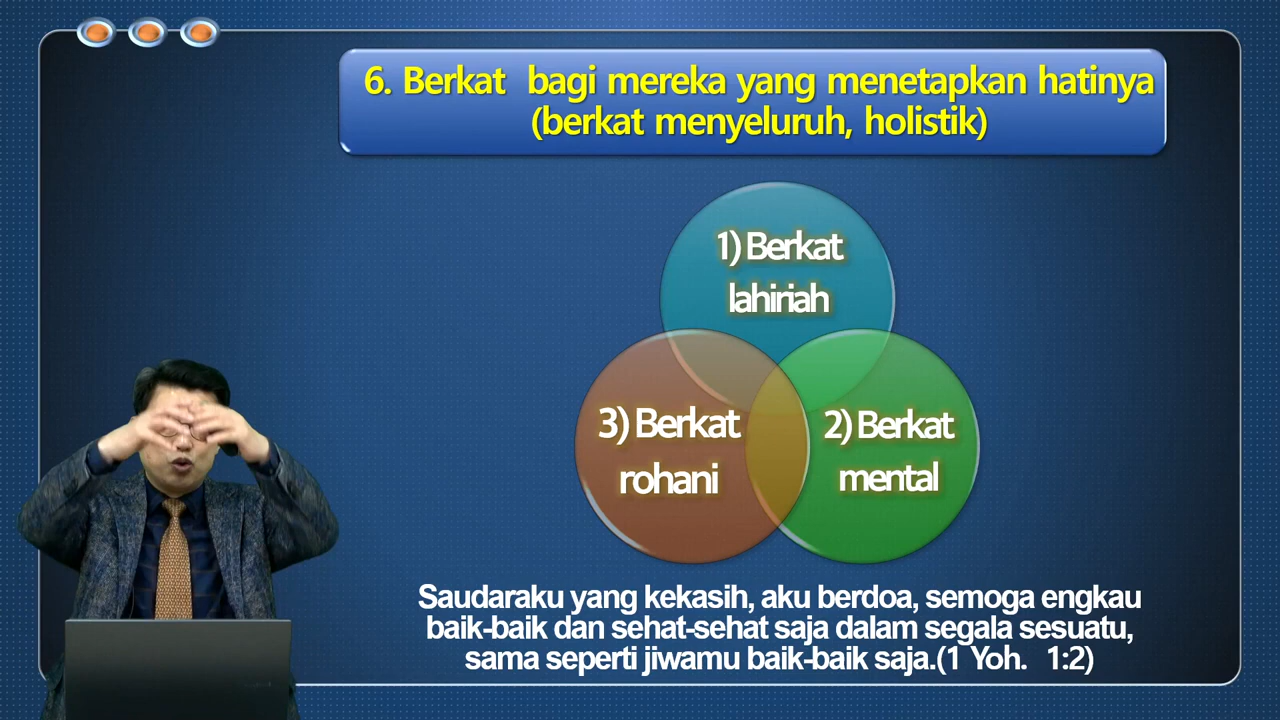 6. Berkat  bagi mereka yang menetapkan hatinya
(berkat menyeluruh, holistik)
1) Berkat
lahiriah
3) Berkat
rohani
2) Berkat
mental
Saudaraku yang kekasih, aku berdoa, semoga engkau
baik-baik dan sehat-sehat saja dalam segala sesuatu,
sama seperti jiwamu baik-baik saja.(1 Yoh.  1:2)